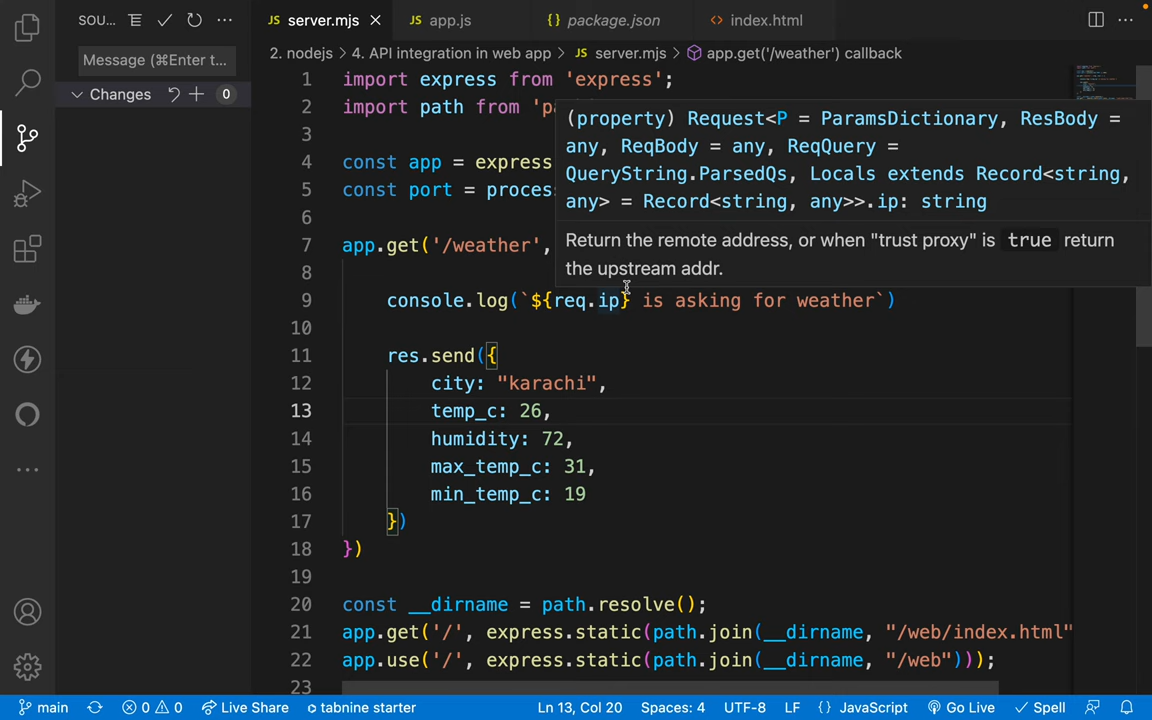 SOU...
server.mjs
app.js
package.json
index.html
Message (⌘Enter t...
2. nodejs > 4. API integration in web app > JS server.mjs > app.get('/weather') callback
Changes
0
1 import express from 'express';
2 import path from 'pa
(property) Request<P = ParamsDictionary, ResBody =
any, ReqBody = any, ReqQuery =
QueryString.ParsedQs, Locals extends Record<string,
any> = Record<string, any>>.ip: string
Return the remote address, or when "trust proxy" is true return
the upstream addr.
3
4 const app = express
5 const port = process
6
7 app.get('/weather',
8
9 console.log(`${req.ip} is asking for weather`)
10
11 res.send({
12 city: "karachi",
13 temp_c: 26,
14 humidity: 72,
15 max_temp_c: 31,
16 min_temp_c: 19
17 })
18 })
19
20 const __dirname = path.resolve();
21 app.get('/', express.static(path.join(__dirname, "/web/index.html"
22 app.use('/', express.static(path.join(__dirname, "/web")));
23
main 0 0 Live Share tabnine starter Ln 13, Col 20 Spaces: 4 UTF-8 LF {} JavaScript Go Live Spell